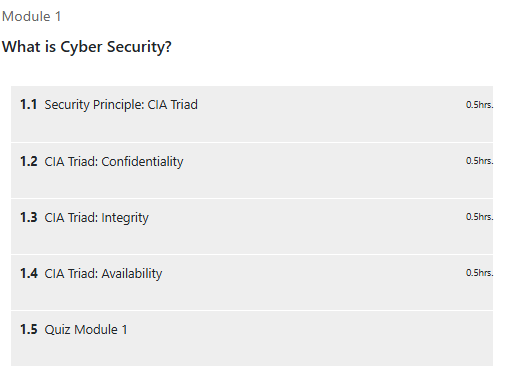 Module 1
What is Cyber Security?
1.1 Security Principle: CIA Triad 0.5hrs.
1.2 CIA Triad: Confidentiality 0.5hrs.
1.3 CIA Triad: Integrity 0.5hrs.
1.4 CIA Triad: Availability 0.5hrs.
1.5 Quiz Module 1